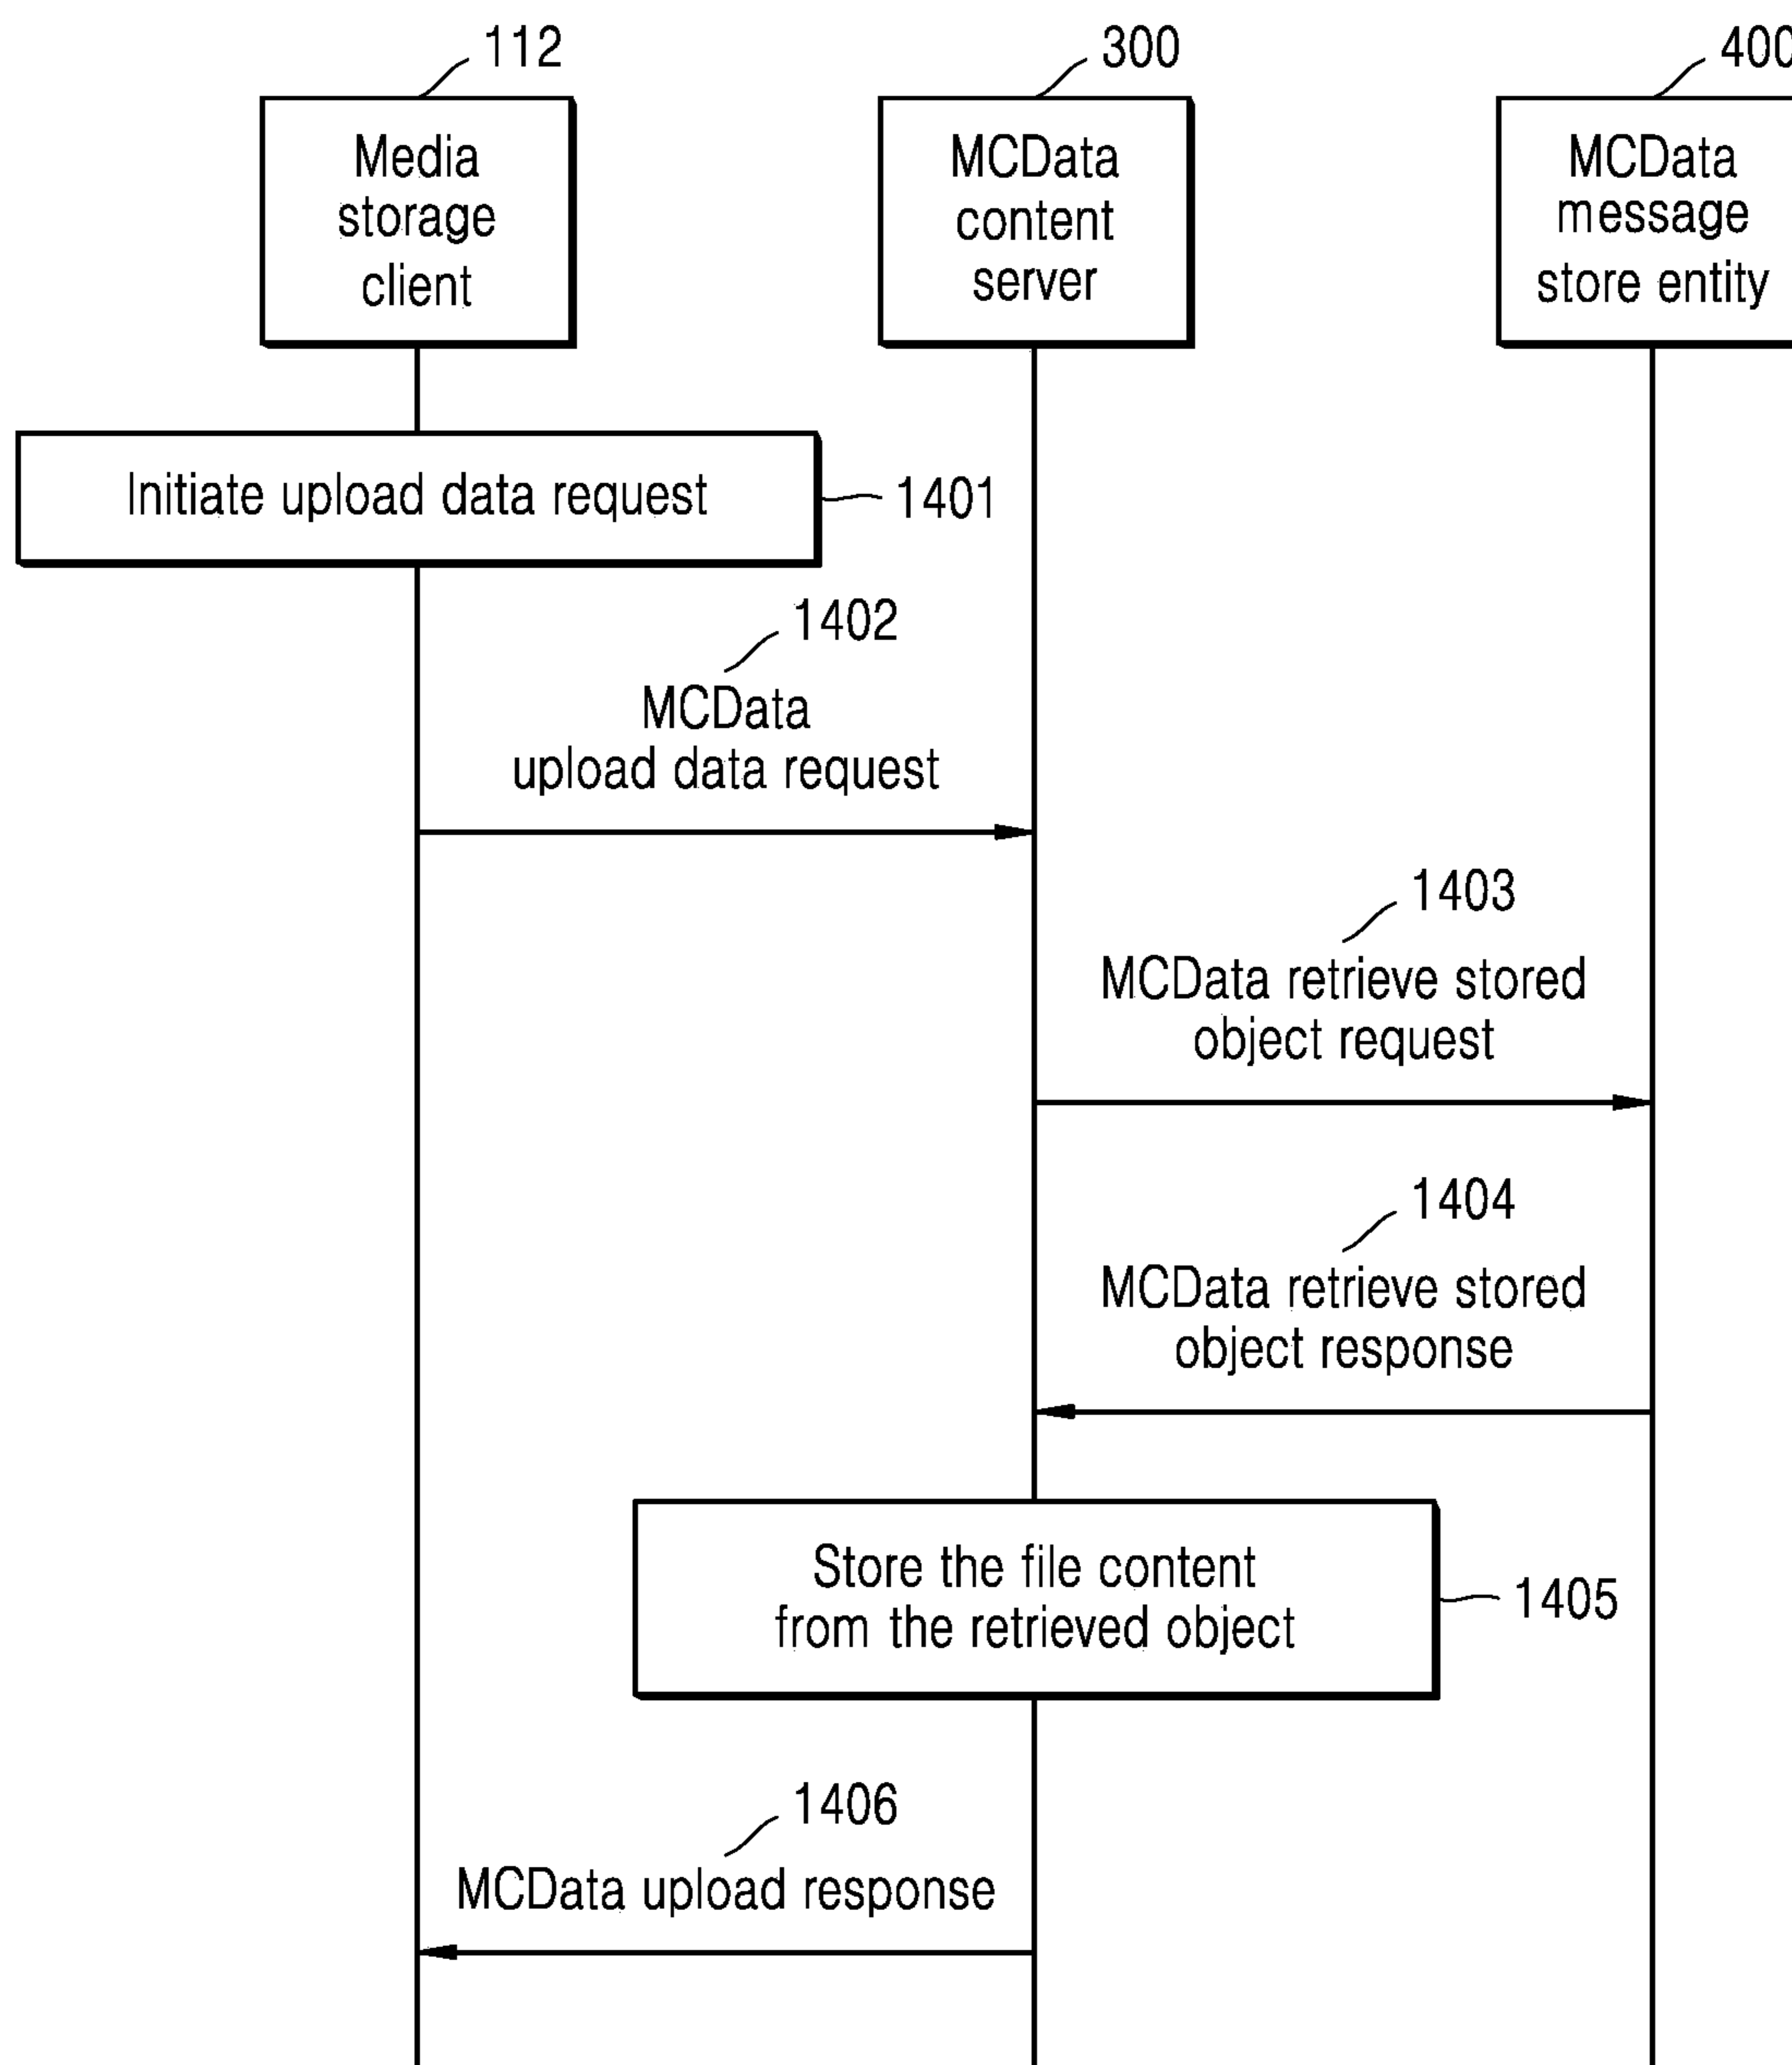 112
300
400
Media
storage
client
MCData
content
server
MCData
message
store entity
Initiate upload data request
1401
1402
MCData
upload data request
1403
MCData retrieve stored
object request
1404
MCData retrieve stored
object response
Store the file content
from the retrieved object
1405
1406
MCData upload response